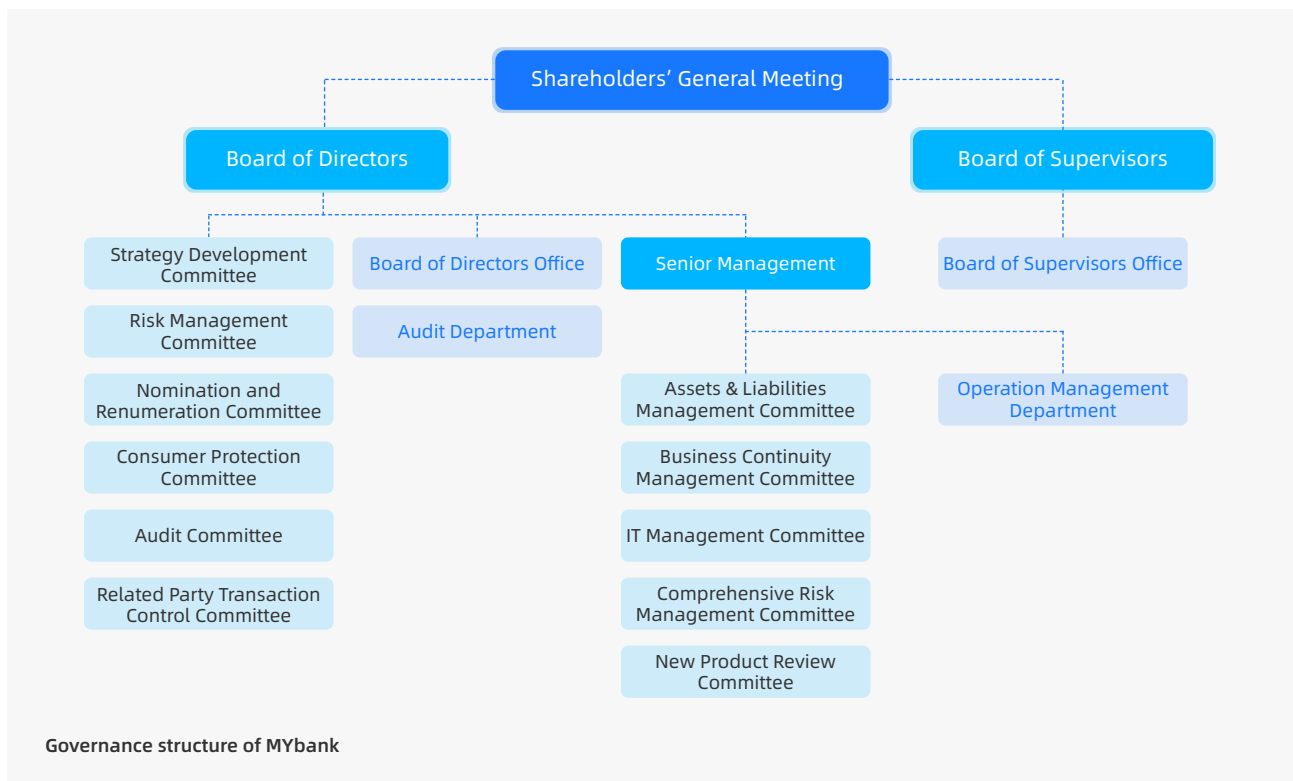 Shareholders’ General Meeting
Board of Directors
Board of Supervisors
Strategy Development
Committee
Board of Directors Office
Senior Management
Board of Supervisors Office
Risk Management
Committee
Audit Department
Nomination and
Renumeration Committee
Assets & Liabilities
Management Committee
Operation Management
Department
Consumer Protection
Committee
Business Continuity
Management Committee
Audit Committee
IT Management Committee
Related Party Transaction
Control Committee
Comprehensive Risk
Management Committee
New Product Review
Committee
Governance structure of MYbank